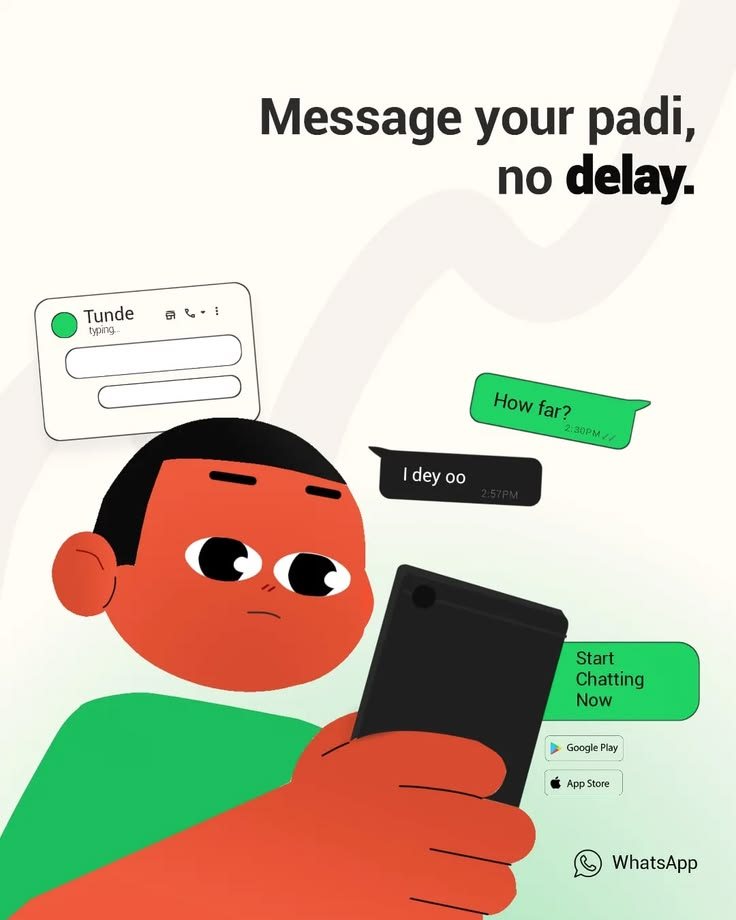 Message your padi,
no delay.
Tunde
typing...
How far?
2:30PM
I dey oo
2:57PM
Start
Chatting
Now
Google Play
App Store
WhatsApp